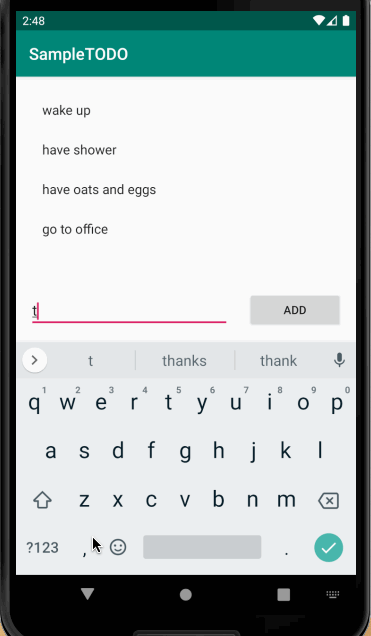 2:48
SampleTODO
wake up
have shower
have oats and eggs
go to office
t ADD
t thanks thank
1 2 3 4 5 6 7 8 9 0
q w e r t y u i o p
a s d f g h j k l
z x c v b n m
?123 , .